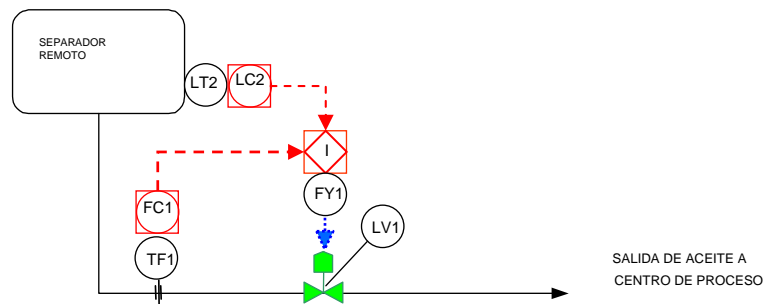 SEPARADOR
REMOTO
LT2
LC2
I
FC1
FY1
LV1
TF1
SALIDA DE ACEITE A
CENTRO DE PROCESO